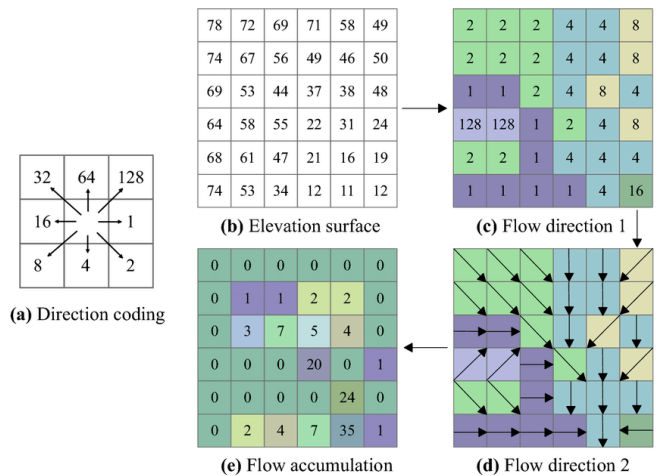 32 64 128
16 1
8 4 2
(a) Direction coding
78 72 69 71 58 49
74 67 56 49 46 50
69 53 44 37 38 48
64 58 55 22 31 24
68 61 47 21 16 19
74 53 34 12 11 12
(b) Elevation surface
2 2 2 4 4 8
2 2 2 4 4 8
1 1 2 4 8 4
128 128 1 2 4 8
2 2 1 4 4 4
1 1 1 1 4 16
(c) Flow direction 1
(d) Flow direction 2
0 0 0 0 0 0
0 1 1 2 2 0
0 3 7 5 4 0
0 0 0 20 0 1
0 0 0 0 24 0
0 2 4 7 35 1
(e) Flow accumulation